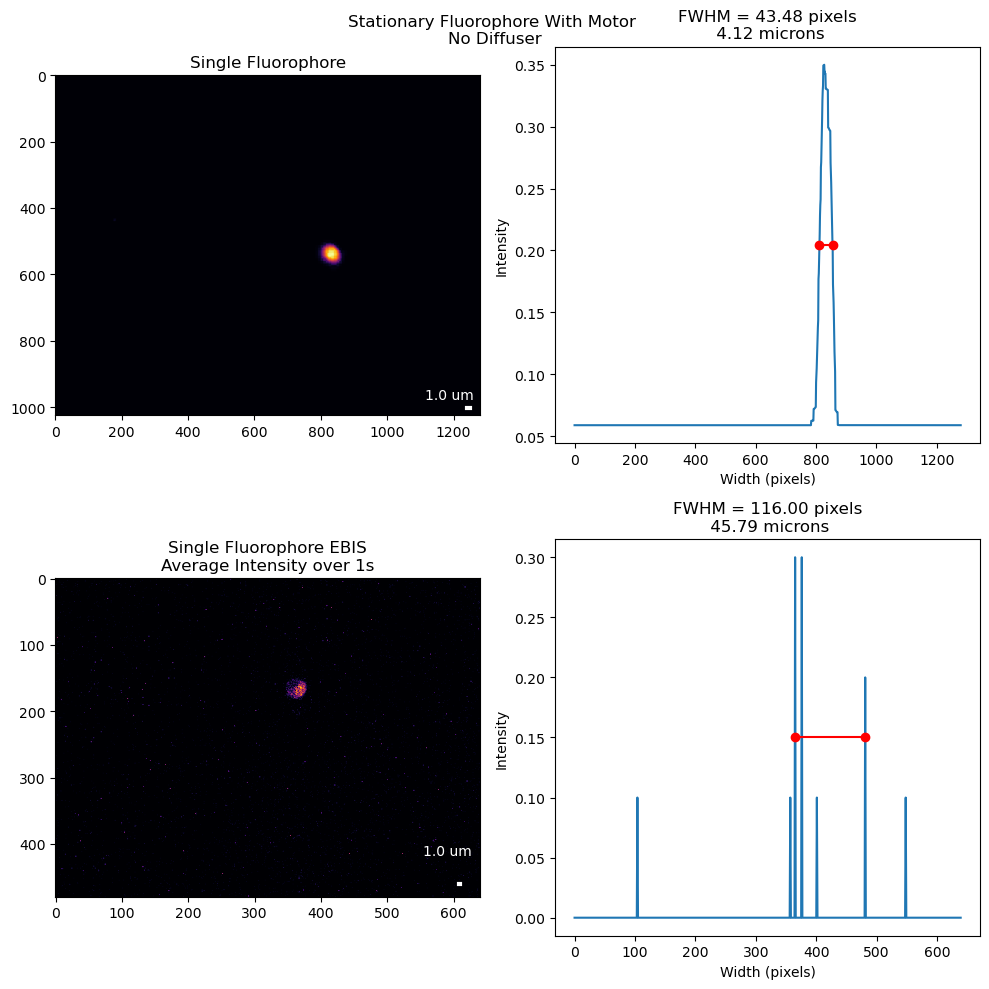 Stationary Fluorophore With Motor
No Diffuser
Single Fluorophore
0
200
400
600
800
1000
0 200 400 600 800 1000 1200
1.0 um
FWHM = 43.48 pixels
4.12 microns
Intensity
0.35
0.30
0.25
0.20
0.15
0.10
0.05
0 200 400 600 800 1000 1200
Width (pixels)
Single Fluorophore EBIS
Average Intensity over 1s
0
100
200
300
400
0 100 200 300 400 500 600
1.0 um
FWHM = 116.00 pixels
45.79 microns
Intensity
0.30
0.25
0.20
0.15
0.10
0.05
0.00
0 100 200 300 400 500 600
Width (pixels)